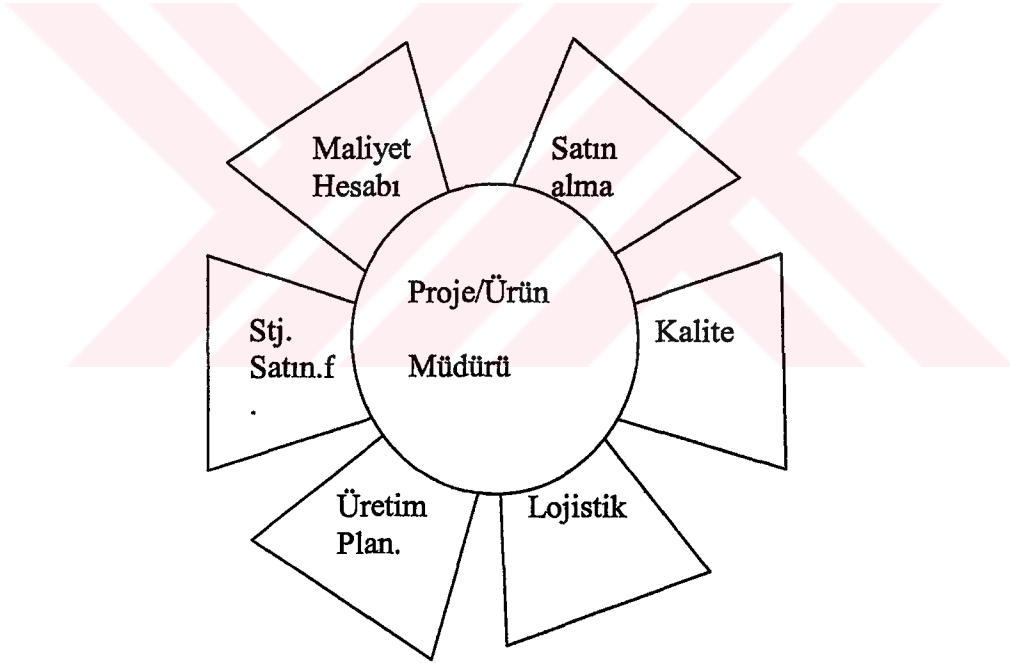 Maliyet
Hesabı
Satın
alma
Proje/Ürün
Müdürü
Stj.
Satın.f
.
Kalite
Üretim
Plan.
Lojistik